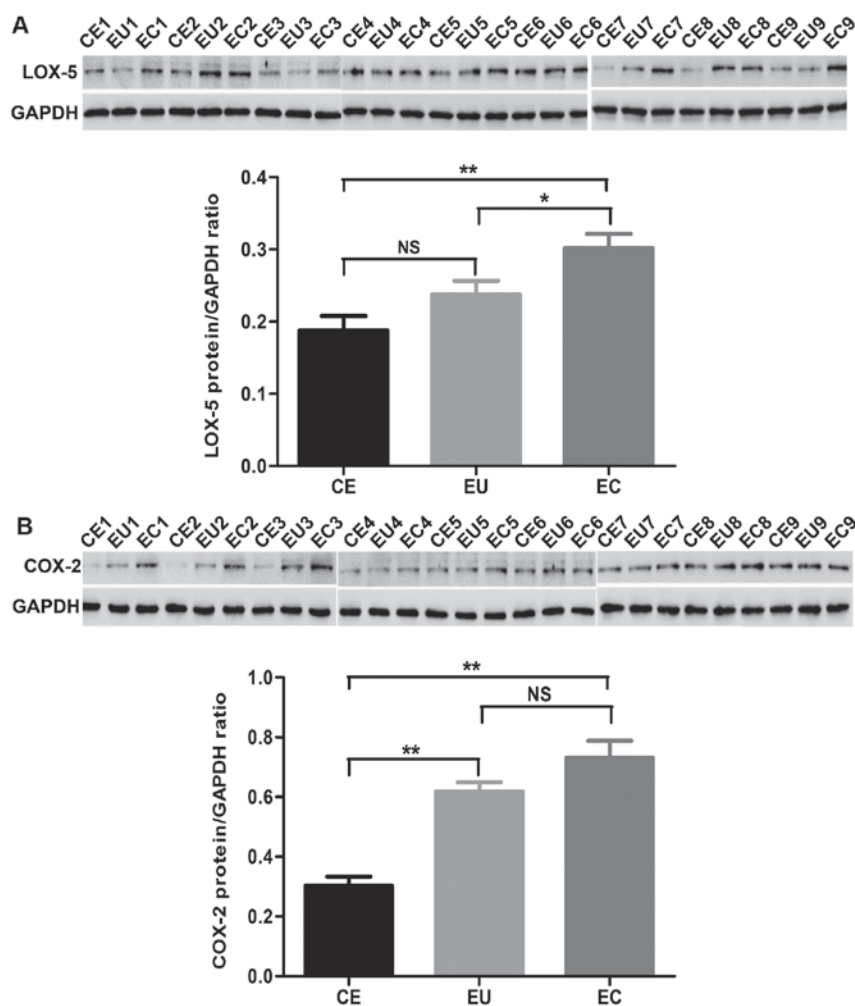 A
CE1 EU1 EC1 CE2 EU2 EC2 CE3 EU3 EC3 CE4 EU4 EC4 CE5 EU5 EC5 CE6 EU6 EC6 CE7 EU7 EC7 CE8 EU8 EC8 CE9 EU9 EC9
LOX-5
GAPDH
LOX-5 protein/GAPDH ratio
0.4
0.3
0.2
0.1
0.0
**
*
NS
CE EU EC
B
CE1 EU1 EC1 CE2 EU2 EC2 CE3 EU3 EC3 CE4 EU4 EC4 CE5 EU5 EC5 CE6 EU6 EC6 CE7 EU7 EC7 CE8 EU8 EC8 CE9 EU9 EC9
COX-2
GAPDH
COX-2 protein/GAPDH ratio
1.0
0.8
0.6
0.4
0.2
0.0
**
NS
**
CE EU EC